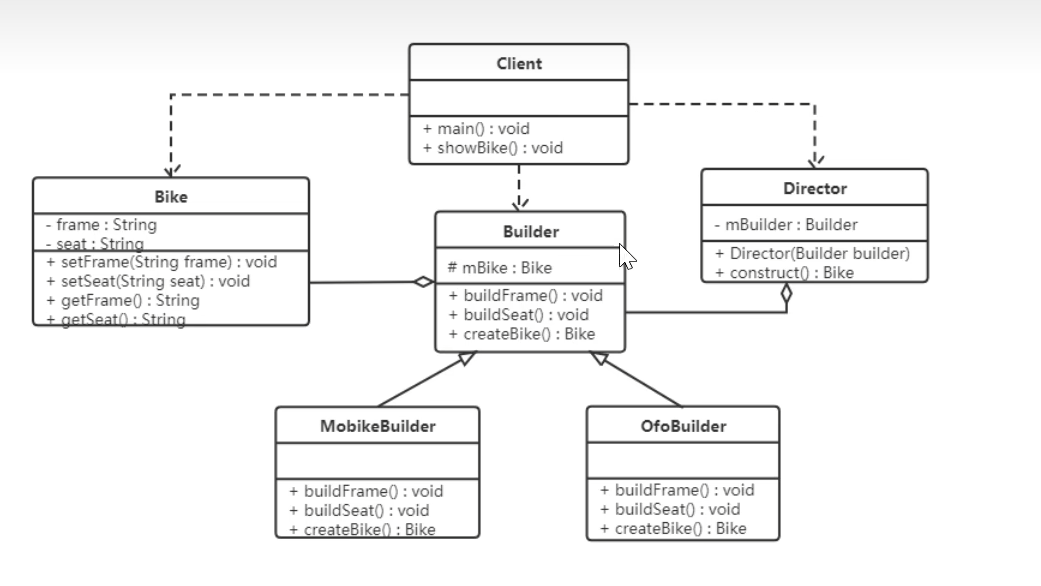 Client
+ main() : void
+ showBike() : void
Bike
- frame : String
- seat : String
+ setFrame(String frame) : void
+ setSeat(String seat) : void
+ getFrame() : String
+ getSeat() : String
Builder
# mBike : Bike
+ buildFrame() : void
+ buildSeat() : void
+ createBike() : Bike
Director
- mBuilder : Builder
+ Director(Builder builder)
+ construct() : Bike
MobikeBuilder
+ buildFrame() : void
+ buildSeat() : void
+ createBike() : Bike
OfoBuilder
+ buildFrame() : void
+ buildSeat() : void
+ createBike() : Bike